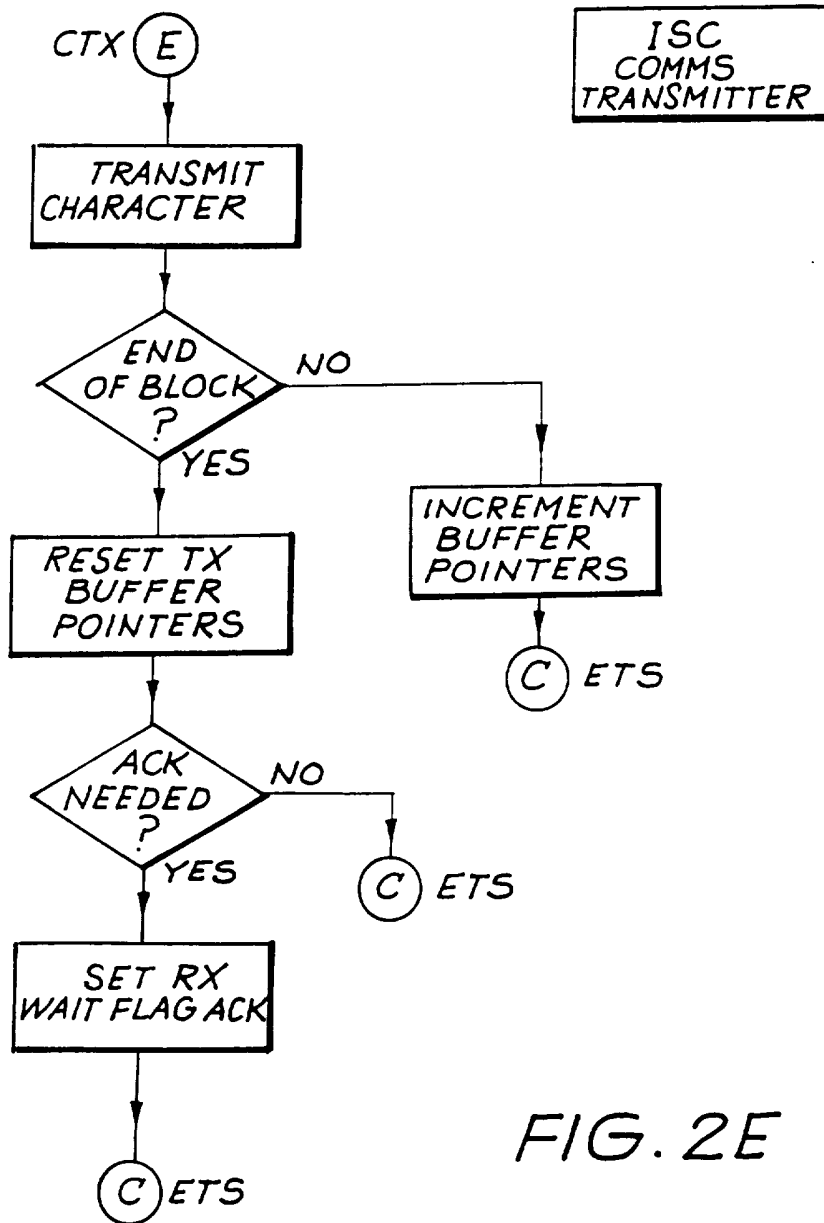 CTX E
ISC
COMMS
TRANSMITTER
TRANSMIT
CHARACTER
END
OF BLOCK
?
NO
YES
RESET TX
BUFFER
POINTERS
INCREMENT
BUFFER
POINTERS
C ETS
ACK
NEEDED
?
NO
YES
C ETS
SET RX
WAIT FLAG ACK
C ETS
FIG. 2E